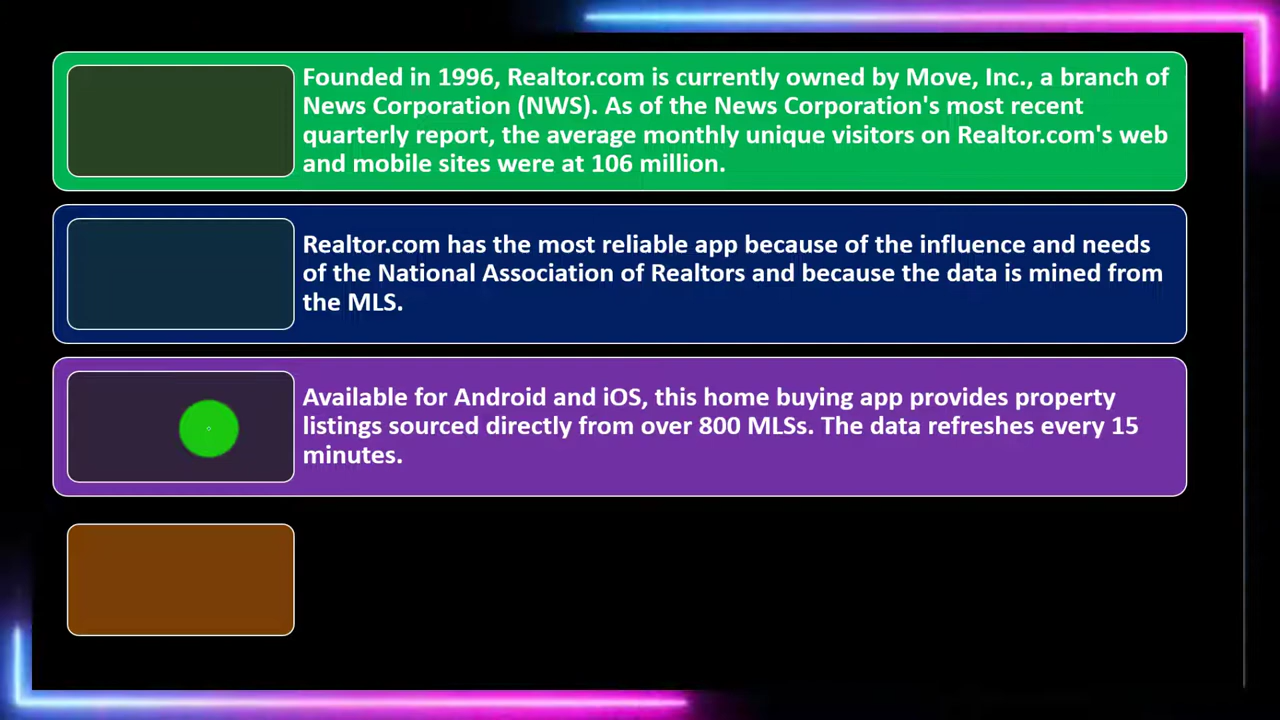 Founded in 1996, Realtor.com is currently owned by Move, Inc., a branch of
News Corporation (NWS). As of the News Corporation's most recent
quarterly report, the average monthly unique visitors on Realtor.com's web
and mobile sites were at 106 million.
Realtor.com has the most reliable app because of the influence and needs
of the National Association of Realtors and because the data is mined from
the MLS.
Available for Android and iOS, this home buying app provides property
listings sourced directly from over 800 MLSs. The data refreshes every 15
minutes.